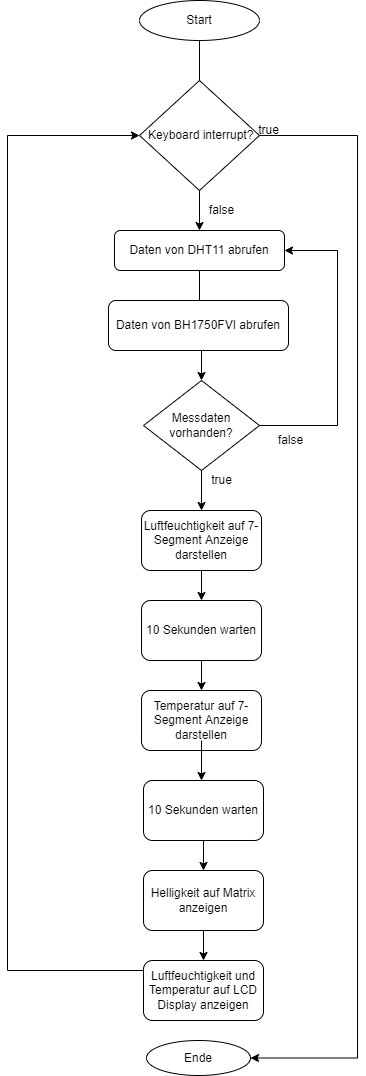 Start
Keyboard interrupt?
true
false
Daten von DHT11 abrufen
Daten von BH1750FVI abrufen
Messdaten
vorhanden?
false
true
Luftfeuchtigkeit auf 7-
Segment Anzeige
darstellen
10 Sekunden warten
Temperatur auf 7-
Segment Anzeige
darstellen
10 Sekunden warten
Helligkeit auf Matrix
anzeigen
Luftfeuchtigkeit und
Temperatur auf LCD
Display anzeigen
Ende